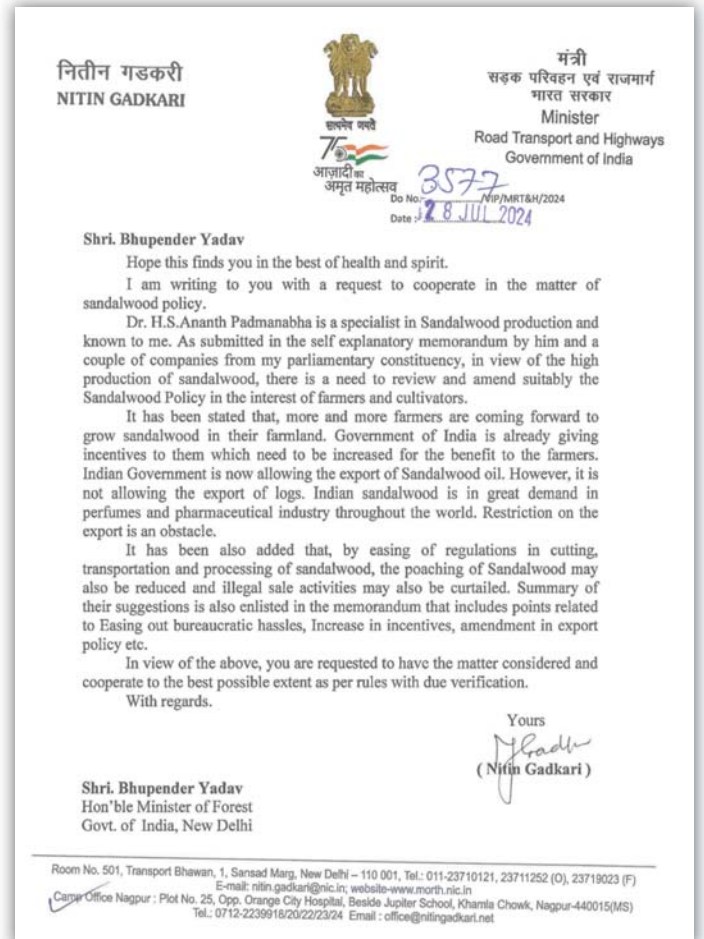 नितीन गडकरी
NITIN GADKARI
सत्यमेव जयते
75
आज़ादी का
अमृत महोत्सव
मंत्री
सड़क परिवहन एवं राजमार्ग
भारत सरकार
Minister
Road Transport and Highways
Government of India
Do No. 3577/VIP/MRT&H/2024
Date : 28 JUL 2024
Shri. Bhupender Yadav
Hope this finds you in the best of health and spirit.
I am writing to you with a request to cooperate in the matter of
sandalwood policy.
Dr. H.S.Ananth Padmanabha is a specialist in Sandalwood production and
known to me. As submitted in the self explanatory memorandum by him and a
couple of companies from my parliamentary constituency, in view of the high
production of sandalwood, there is a need to review and amend suitably the
Sandalwood Policy in the interest of farmers and cultivators.
It has been stated that, more and more farmers are coming forward to
grow sandalwood in their farmland. Government of India is already giving
incentives to them which need to be increased for the benefit to the farmers.
Indian Government is now allowing the export of Sandalwood oil. However, it is
not allowing the export of logs. Indian sandalwood is in great demand in
perfumes and pharmaceutical industry throughout the world. Restriction on the
export is an obstacle.
It has been also added that, by easing of regulations in cutting,
transportation and processing of sandalwood, the poaching of Sandalwood may
also be reduced and illegal sale activities may also be curtailed. Summary of
their suggestions is also enlisted in the memorandum that includes points related
to Easing out bureaucratic hassles, Increase in incentives, amendment in export
policy etc.
In view of the above, you are requested to have the matter considered and
cooperate to the best possible extent as per rules with due verification.
With regards.
Yours
( Nitin Gadkari )
Shri. Bhupender Yadav
Hon'ble Minister of Forest
Govt. of India, New Delhi
Room No. 501, Transport Bhawan, 1, Sansad Marg, New Delhi – 110 001, Tel.: 011-23710121, 23711252 (O), 23719023 (F)
E-mail: nitin.gadkari@nic.in; website-www.morth.nic.in
Camp Office Nagpur : Plot No. 25, Opp. Orange City Hospital, Beside Jupiter School, Khamla Chowk, Nagpur-440015(MS)
Tel.: 0712-2239918/20/22/23/24 Email : office@nitingadkari.net